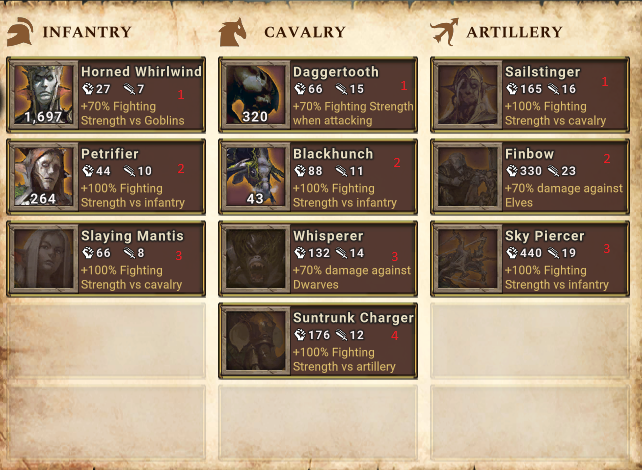 INFANTRY
CAVALRY
ARTILLERY
Horned Whirlwind
27 7
1
+70% Fighting
Strength vs Goblins
1,697
Daggertooth
66 15
1
+70% Fighting Strength
when attacking
320
Sailstinger
165 16
1
+100% Fighting
Strength vs cavalry
Petrifier
44 10
2
+100% Fighting
Strength vs infantry
264
Blackhunch
88 11
2
+100% Fighting
Strength vs infantry
43
Finbow
330 23
2
+70% damage against
Elves
Slaying Mantis
66 8
3
+100% Fighting
Strength vs cavalry
Whisperer
132 14
3
+70% damage against
Dwarves
Sky Piercer
440 19
3
+100% Fighting
Strength vs infantry
Suntrunk Charger
176 12
4
+100% Fighting
Strength vs artillery